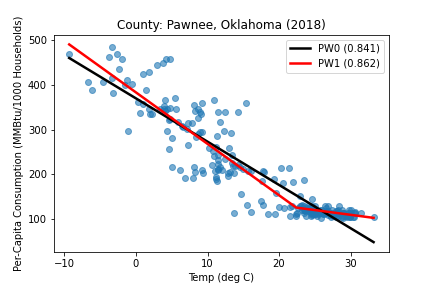 County: Pawnee, Oklahoma (2018)
Per-Capita Consumption (MMBtu/1000 Households)
500
400
300
200
100
PW0 (0.841)
PW1 (0.862)
-10
0
10
20
30
Temp (deg C)